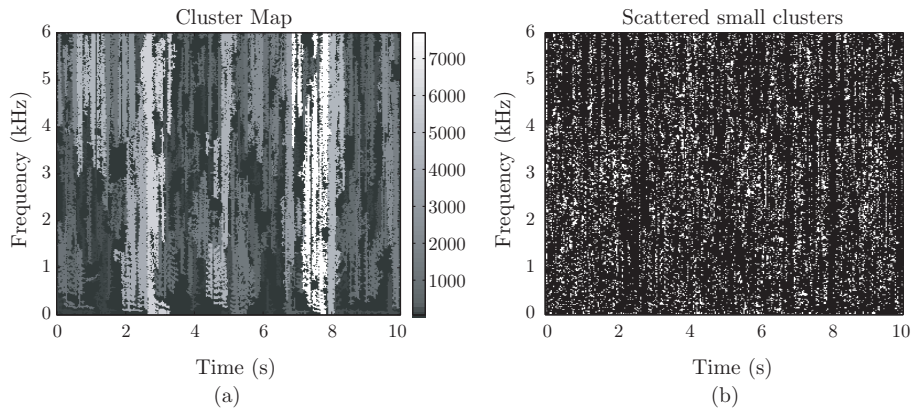 Cluster Map
Frequency (kHz)
6
5
4
3
2
1
0
0 2 4 6 8 10
Time (s)
(a)
7000
6000
5000
4000
3000
2000
1000
Scattered small clusters
Frequency (kHz)
6
5
4
3
2
1
0
0 2 4 6 8 10
Time (s)
(b)